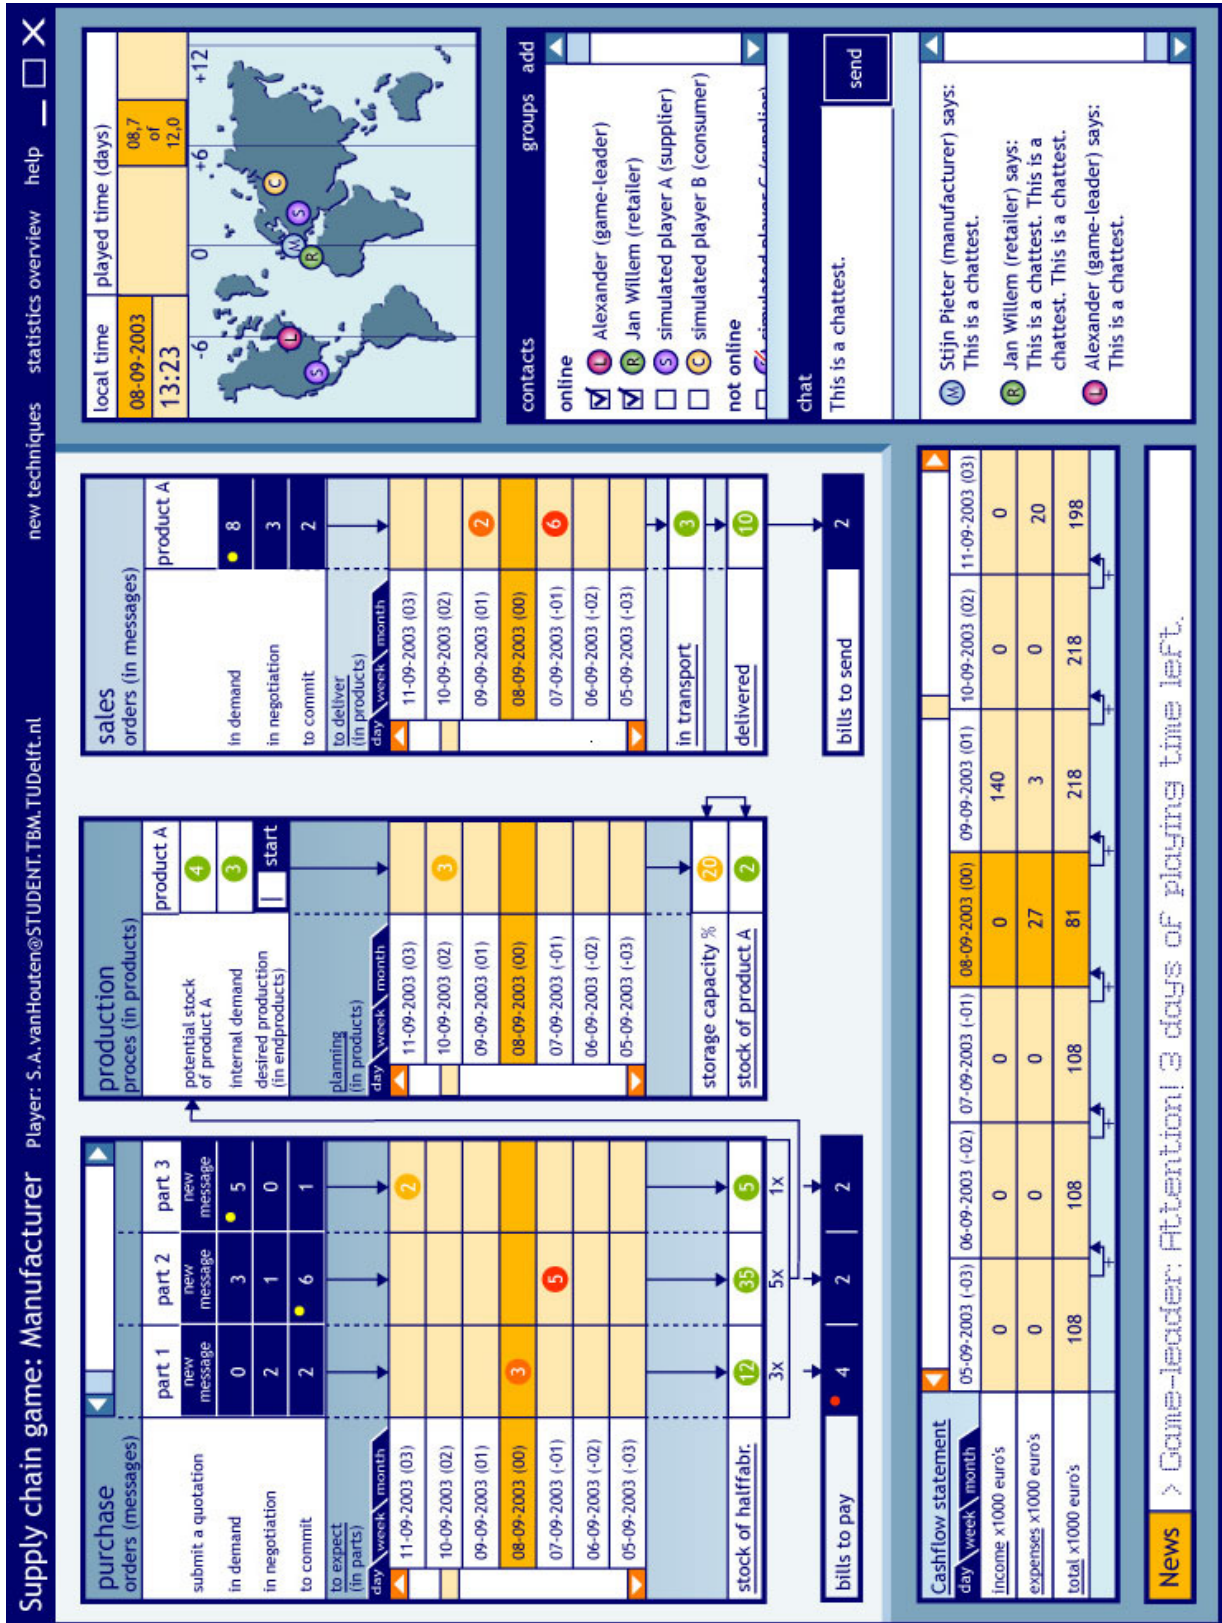 Supply chain game: Manufacturer Player: S.A.vanHouten@STUDENT.TBM.TUDelft.nl new techniques statistics overview help
purchase
orders (messages)
part 1 part 2 part 3
submit a quotation new message new message new message
in demand 0 3 5
in negotiation 2 1 0
to commit 2 6 1
to expect
(in parts)
day week month
11-09-2003 (03) 2
10-09-2003 (02)
09-09-2003 (01)
08-09-2003 (00) 3
07-09-2003 (-01) 5
06-09-2003 (-02)
05-09-2003 (-03)
stock of halffabr. 12 35 5
3x 5x 1x
bills to pay 4 2 2
production
proces (in products)
product A
potential stock
of product A 4
internal demand 3
desired production
(in endproducts) start
planning
(in products)
day week month
11-09-2003 (03)
10-09-2003 (02) 3
09-09-2003 (01)
08-09-2003 (00)
07-09-2003 (-01)
06-09-2003 (-02)
05-09-2003 (-03)
storage capacity % 20
stock of product A 2
sales
orders (in messages)
product A
in demand 8
in negotiation 3
to commit 2
to deliver
(in products)
day week month
11-09-2003 (03)
10-09-2003 (02)
09-09-2003 (01) 2
08-09-2003 (00)
07-09-2003 (-01) 6
06-09-2003 (-02)
05-09-2003 (-03)
in transport 3
delivered 10
bills to send 2
local time played time (days)
08-09-2003
13:23
08,7
of
12,0
-6 0 +6 +12
L S M R S C
contacts groups add
online
L Alexander (game-leader)
R Jan Willem (retailer)
S simulated player A (supplier)
C simulated player B (consumer)
not online
simulated player C (supplier)
chat
This is a chattest.
send
M Stijn Pieter (manufacturer) says:
This is a chattest.
R Jan Willem (retailer) says:
This is a chattest. This is a
chattest. This is a chattest.
L Alexander (game-leader) says:
This is a chattest.
Cashflow statement
day week month 05-09-2003 (-03) 06-09-2003 (-02) 07-09-2003 (-01) 08-09-2003 (00) 09-09-2003 (01) 10-09-2003 (02) 11-09-2003 (03)
income x1000 euro's 0 0 0 0 140 0 0
expenses x1000 euro's 0 0 0 27 3 0 20
total x1000 euro's 108 108 108 81 218 218 198
+ + + + + +
News > Game-leader: Attention! 3 days of playing time left.